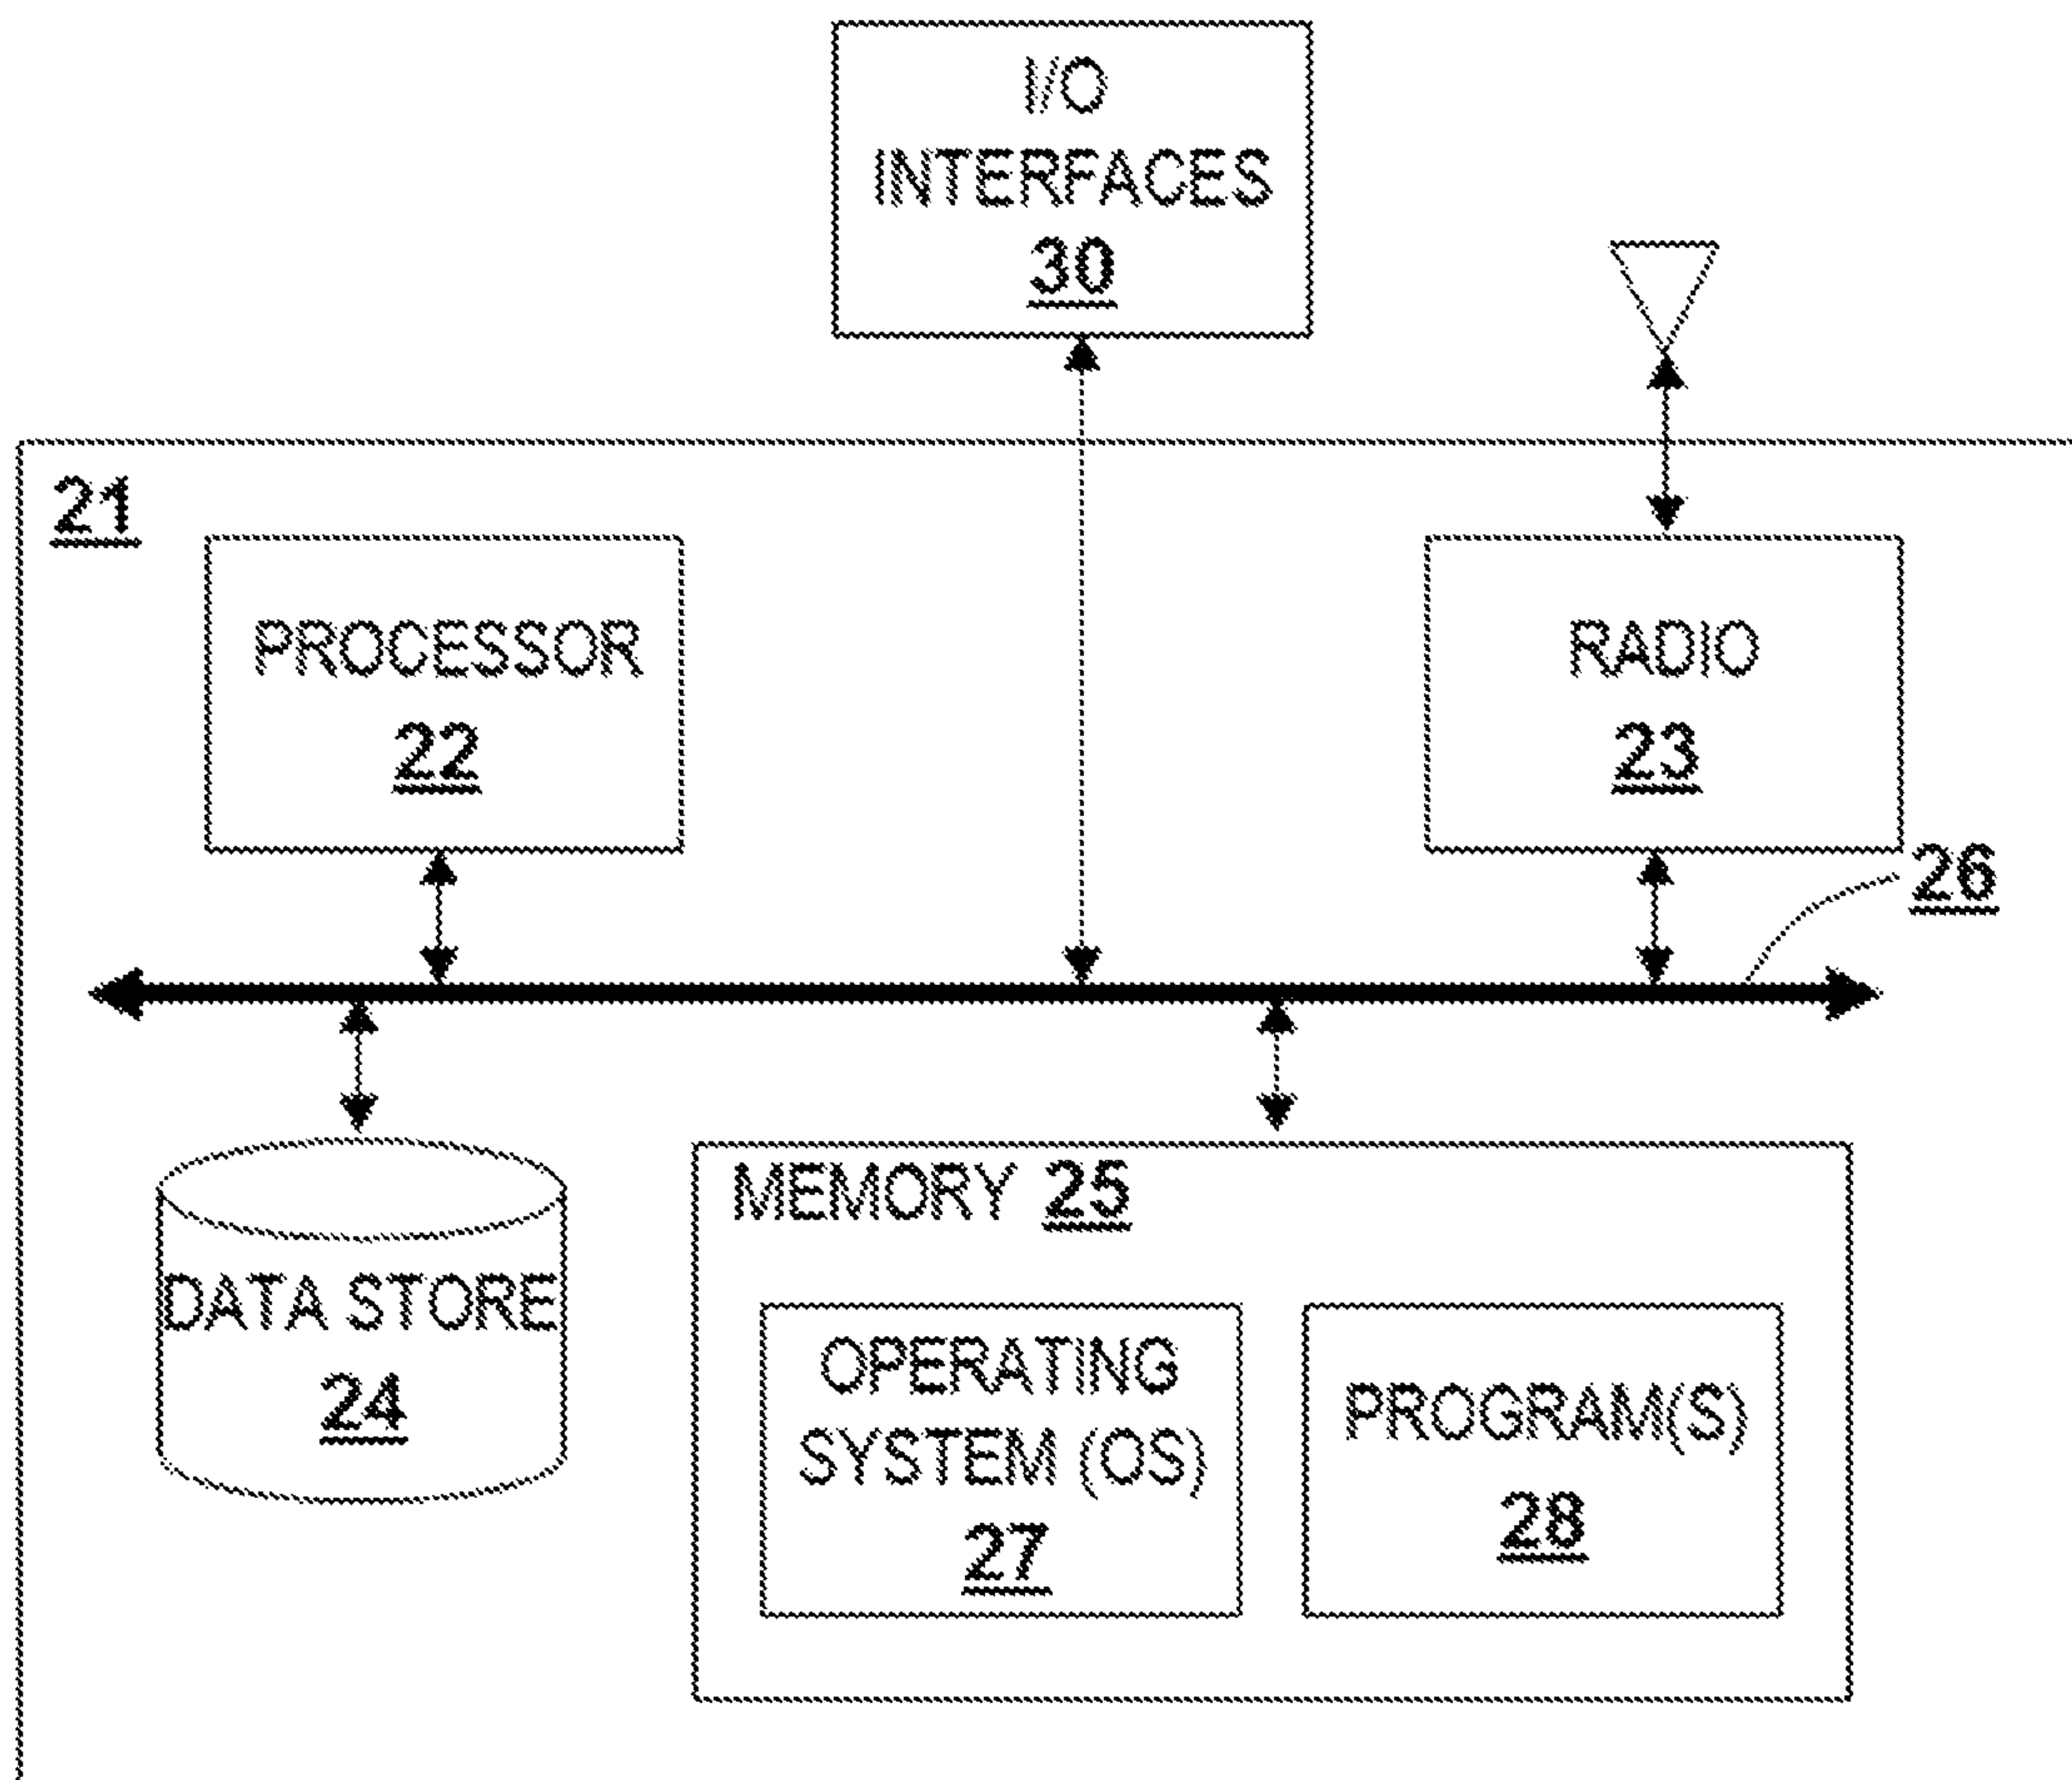 I/O
INTERFACES
30
21
PROCESSOR
22
RADIO
23
26
DATA STORE
24
MEMORY 25
OPERATING
SYSTEM (OS)
27
PROGRAM(S)
28